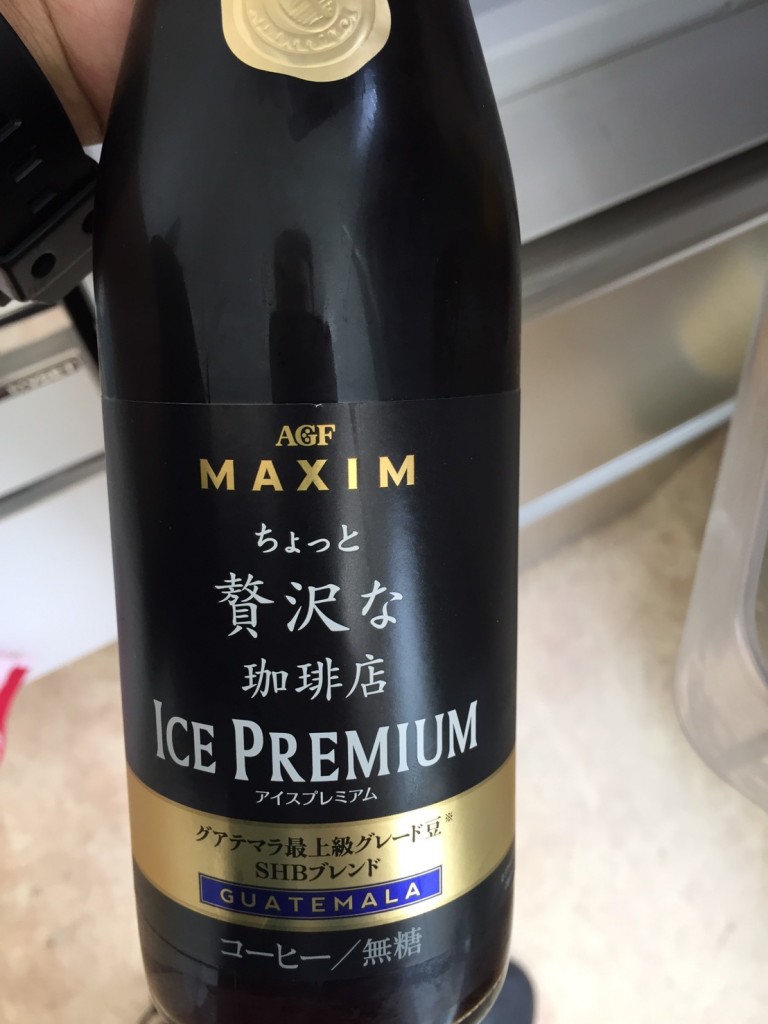 AGF
MAXIM
ちょっと
贅沢な
珈琲店
ICE PREMIUM
アイスプレミアム
グアテマラ最上級グレード豆※
SHBブレンド
GUATEMALA
コーヒー／無糖